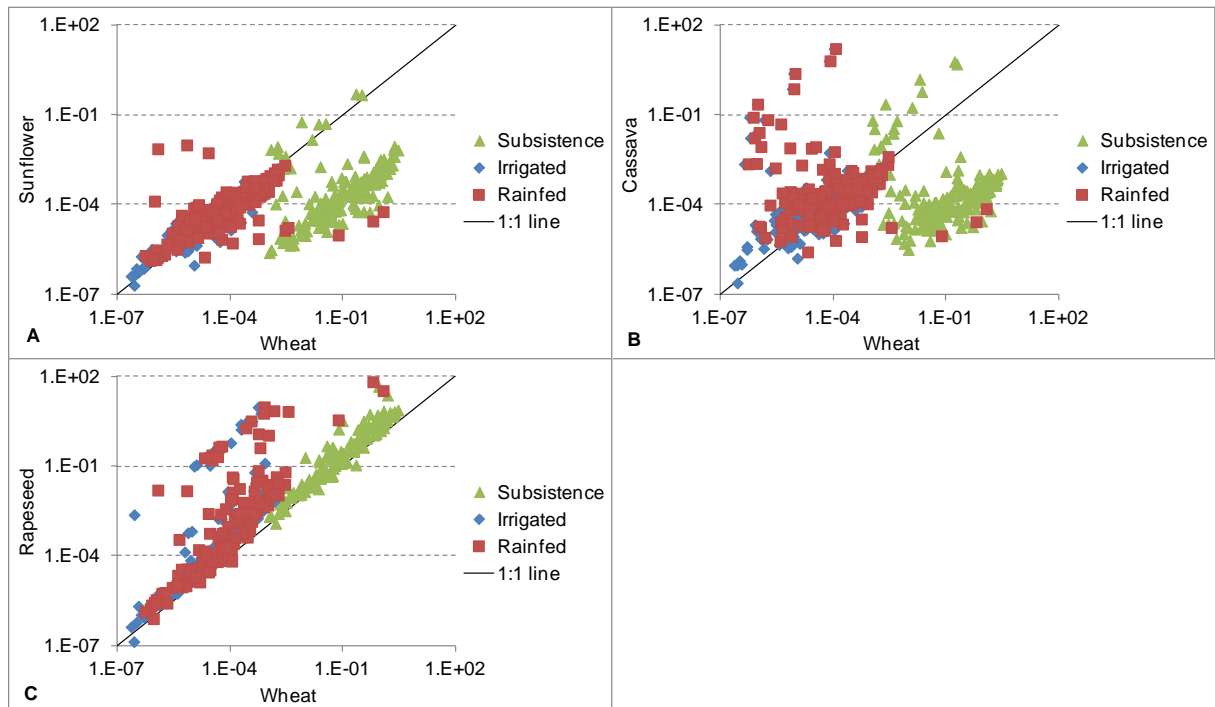 1.E+02
1.E-01
1.E-04
1.E-07
Sunflower
1.E-07 1.E-04 1.E-01 1.E+02
Wheat
A
Subsistence
Irrigated
Rainfed
1:1 line
1.E+02
1.E-01
1.E-04
1.E-07
Cassava
1.E-07 1.E-04 1.E-01 1.E+02
Wheat
B
Subsistence
Irrigated
Rainfed
1:1 line
1.E+02
1.E-01
1.E-04
1.E-07
Rapeseed
1.E-07 1.E-04 1.E-01 1.E+02
Wheat
C
Subsistence
Irrigated
Rainfed
1:1 line